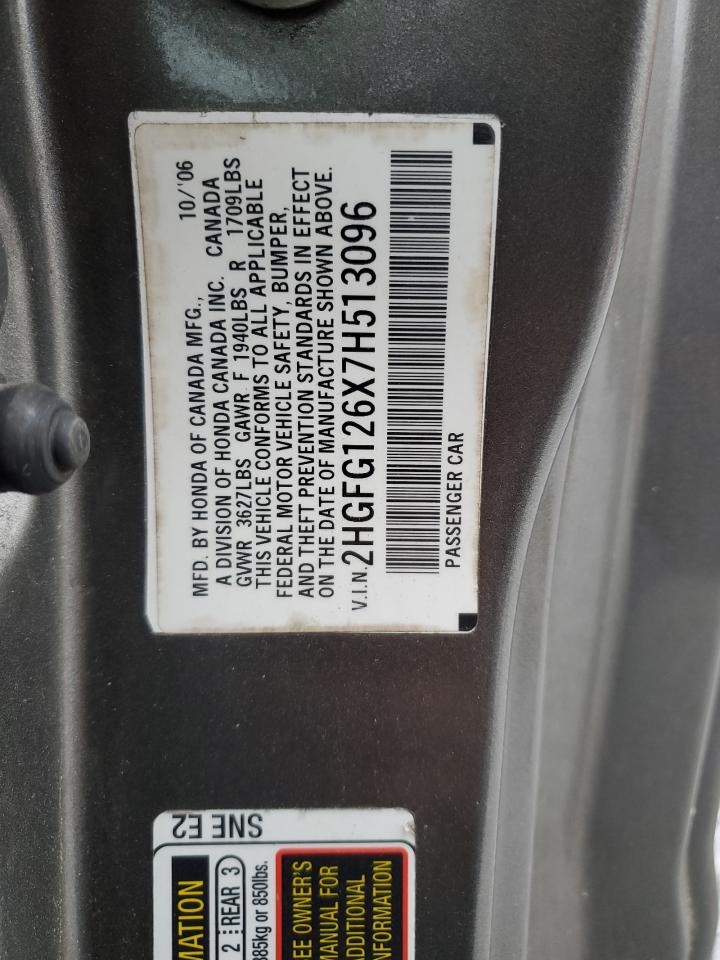 MFD. BY HONDA OF CANADA MFG., 10/'06
A DIVISION OF HONDA CANADA INC. CANADA
GVWR 3627LBS GAWR F 1940LBS R 1709LBS
THIS VEHICLE CONFORMS TO ALL APPLICABLE
FEDERAL MOTOR VEHICLE SAFETY, BUMPER,
AND THEFT PREVENTION STANDARDS IN EFFECT
ON THE DATE OF MANUFACTURE SHOWN ABOVE.
V.I.N. 2HGFG126X7H513096
PASSENGER CAR
SNE E2
MATION
2 REAR 3
385kg or 850lbs.
EE OWNER'S
MANUAL FOR
ADDITIONAL
NFORMATION